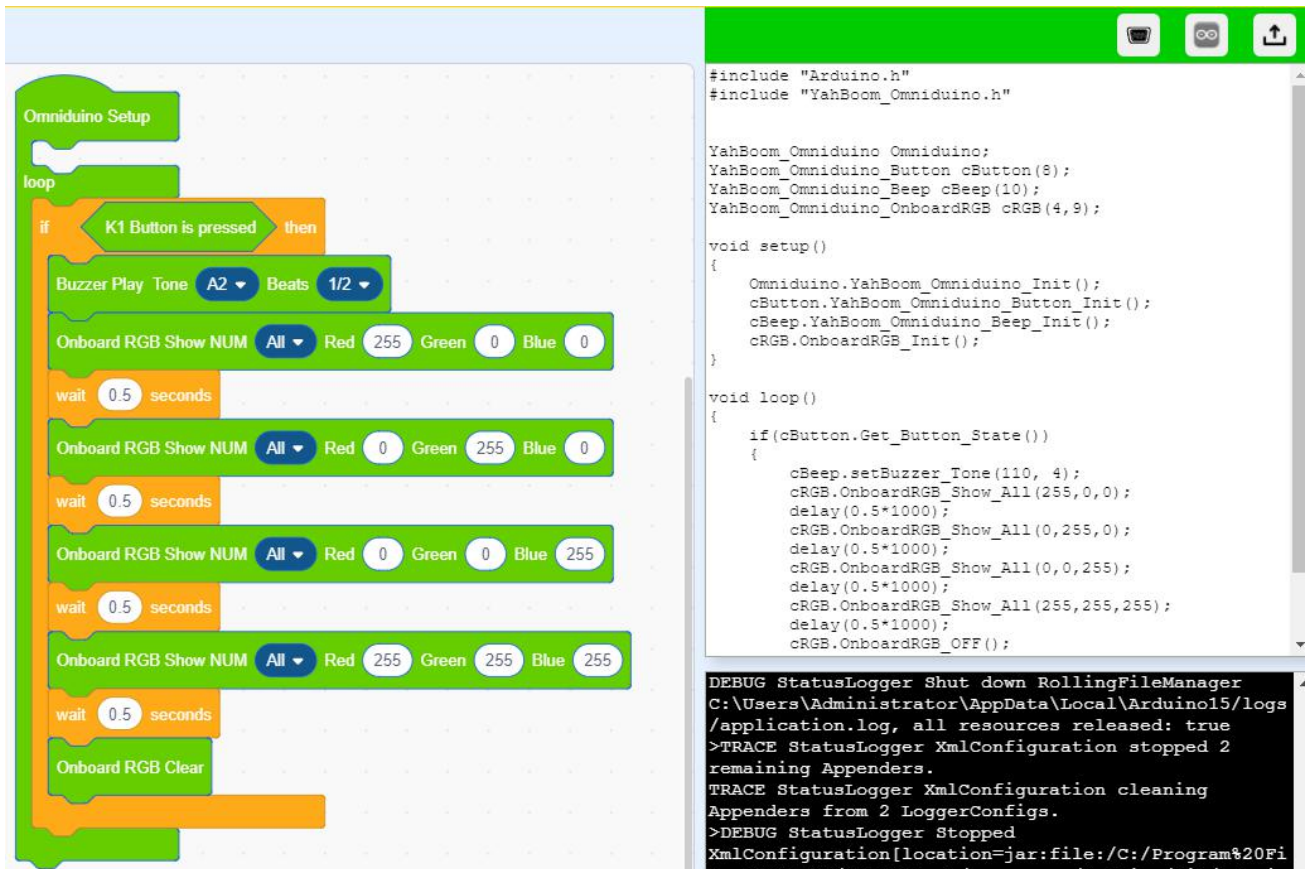 Omniduino Setup
loop
if K1 Button is pressed then
Buzzer Play Tone A2 Beats 1/2
Onboard RGB Show NUM All Red 255 Green 0 Blue 0
wait 0.5 seconds
Onboard RGB Show NUM All Red 0 Green 255 Blue 0
wait 0.5 seconds
Onboard RGB Show NUM All Red 0 Green 0 Blue 255
wait 0.5 seconds
Onboard RGB Show NUM All Red 255 Green 255 Blue 255
wait 0.5 seconds
Onboard RGB Clear
#include "Arduino.h"
#include "YahBoom_Omniduino.h"
YahBoom_Omniduino Omniduino;
YahBoom_Omniduino_Button cButton(8);
YahBoom_Omniduino_Beep cBeep(10);
YahBoom_Omniduino_OnboardRGB cRGB(4,9);
void setup()
{
Omniduino.YahBoom_Omniduino_Init();
cButton.YahBoom_Omniduino_Button_Init();
cBeep.YahBoom_Omniduino_Beep_Init();
cRGB.OnboardRGB_Init();
}
void loop()
{
if(cButton.Get_Button_State())
{
cBeep.setBuzzer_Tone(110, 4);
cRGB.OnboardRGB_Show_All(255,0,0);
delay(0.5*1000);
cRGB.OnboardRGB_Show_All(0,255,0);
delay(0.5*1000);
cRGB.OnboardRGB_Show_All(0,0,255);
delay(0.5*1000);
cRGB.OnboardRGB_Show_All(255,255,255);
delay(0.5*1000);
cRGB.OnboardRGB_OFF();
DEBUG StatusLogger Shut down RollingFileManager
C:\Users\Administrator\AppData\Local\Arduino15/logs
/application.log, all resources released: true
>TRACE StatusLogger XmlConfiguration stopped 2
remaining Appenders.
TRACE StatusLogger XmlConfiguration cleaning
Appenders from 2 LoggerConfigs.
>DEBUG StatusLogger Stopped
XmlConfiguration[location=jar:file:/C:/Program%20Fi